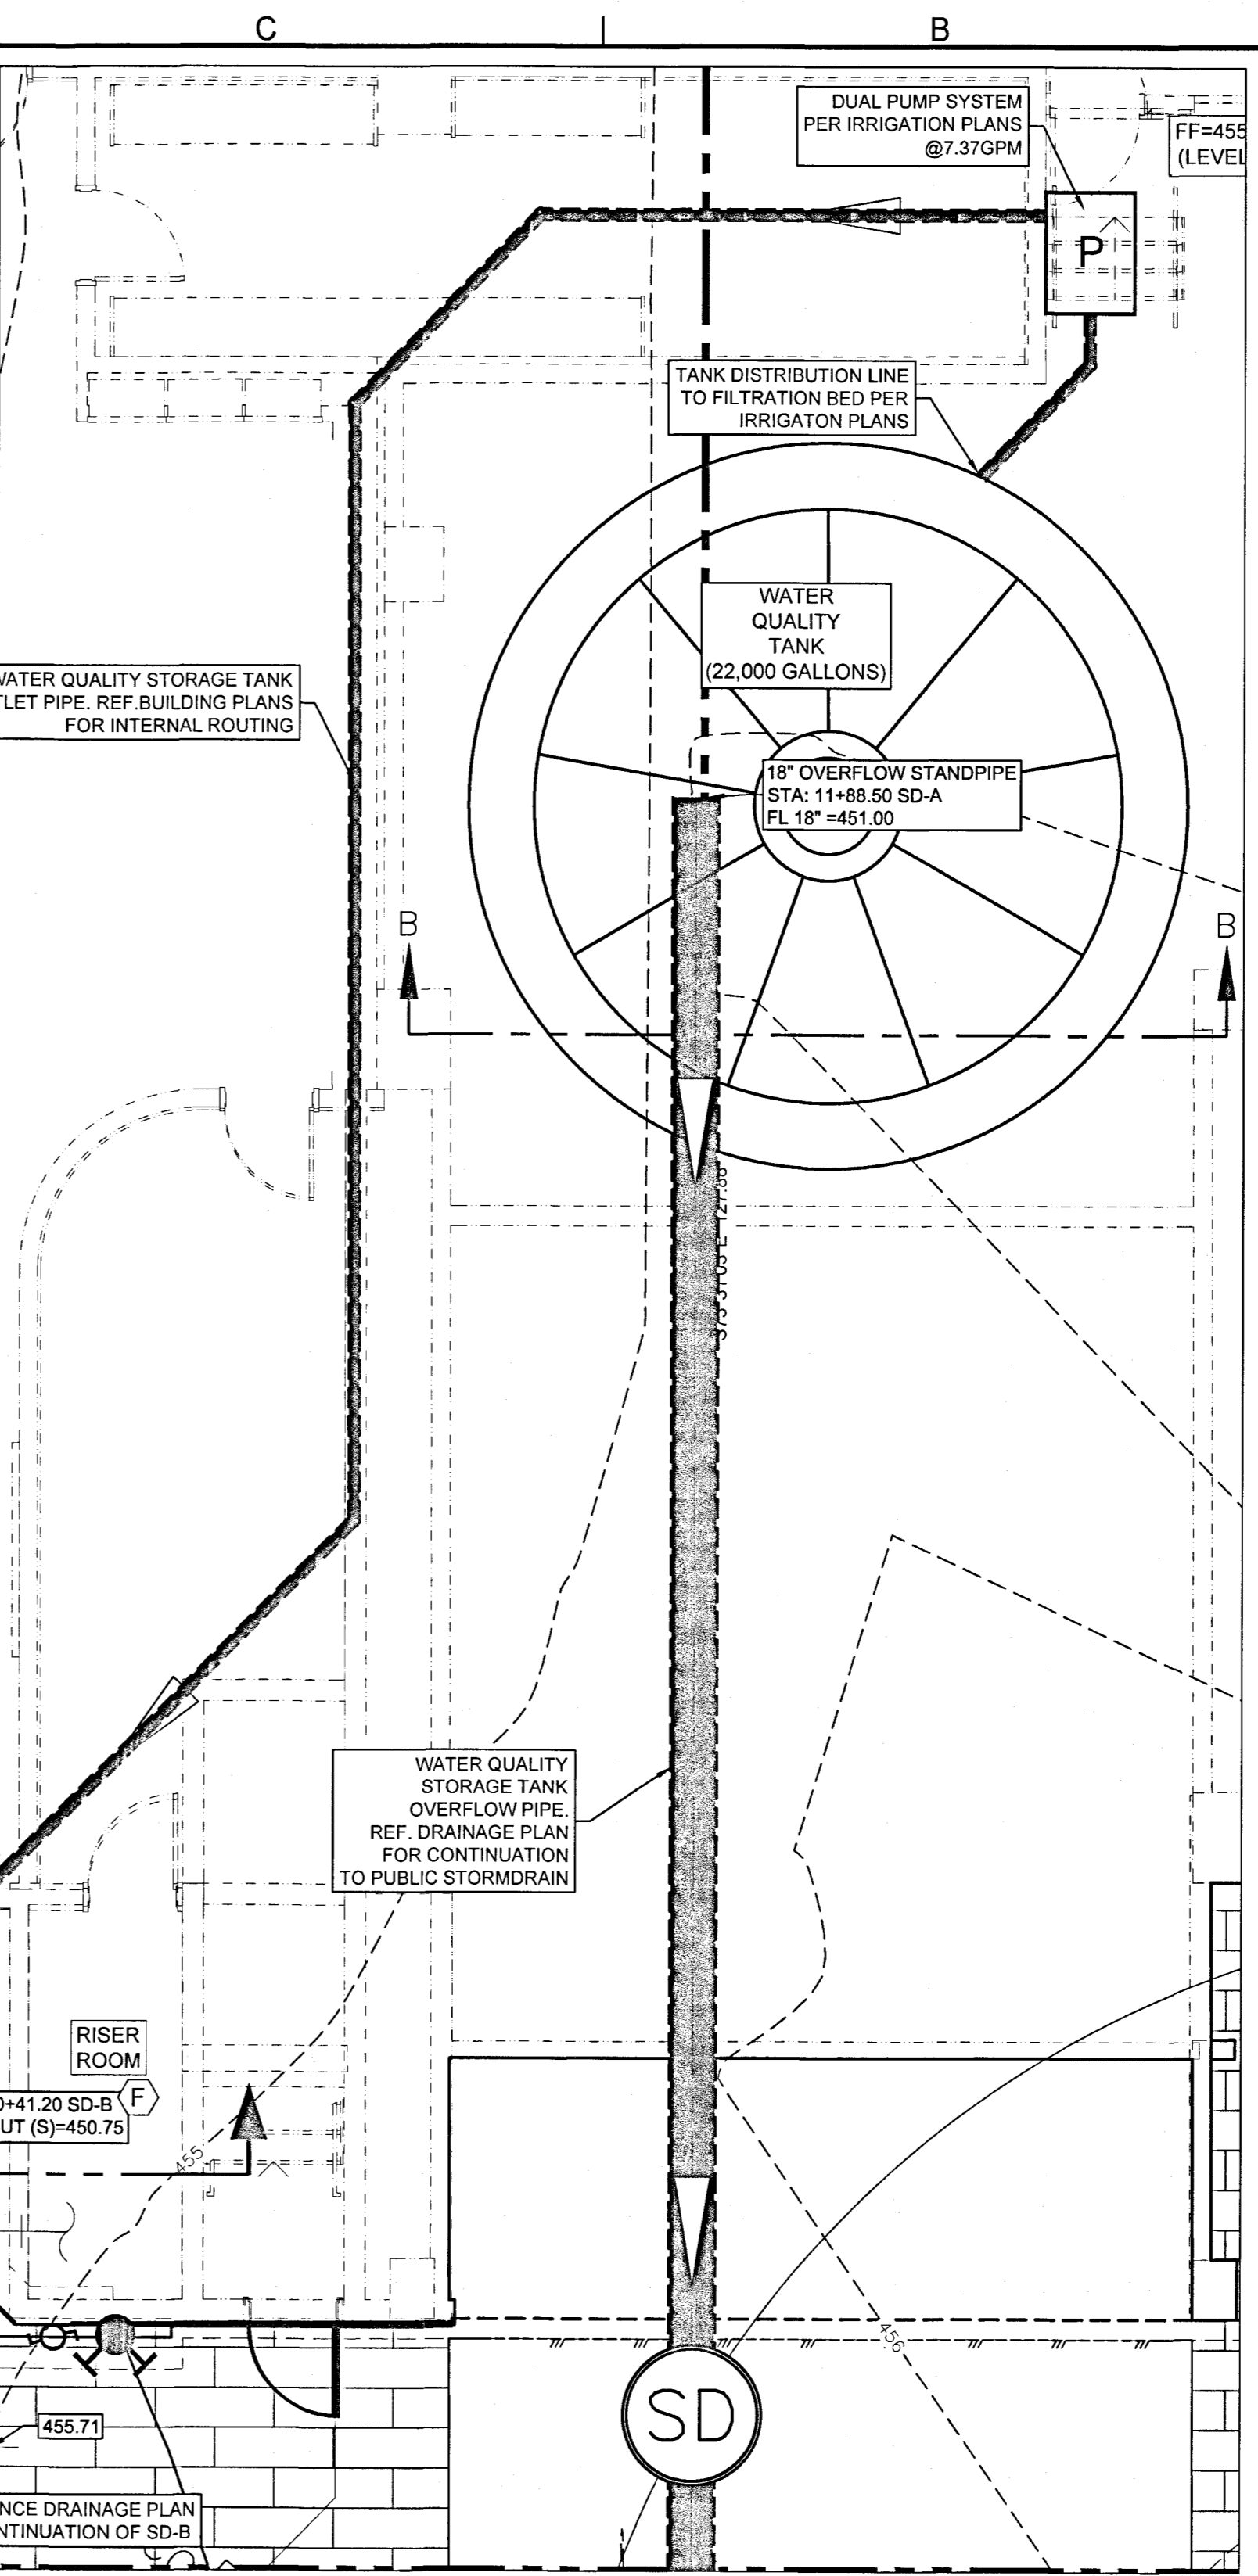 C
B
DUAL PUMP SYSTEM
PER IRRIGATION PLANS
@7.37GPM
FF=455
(LEVEL
P
TANK DISTRIBUTION LINE
TO FILTRATION BED PER
IRRIGATON PLANS
WATER
QUALITY
TANK
(22,000 GALLONS)
WATER QUALITY STORAGE TANK
TLET PIPE. REF.BUILDING PLANS
FOR INTERNAL ROUTING
18" OVERFLOW STANDPIPE
STA: 11+88.50 SD-A
FL 18" =451.00
B
B
E 127.86
WATER QUALITY
STORAGE TANK
OVERFLOW PIPE.
REF. DRAINAGE PLAN
FOR CONTINUATION
TO PUBLIC STORMDRAIN
RISER
ROOM
F
0+41.20 SD-B
UT (S)=450.75
455
456
SD
455.71
NCE DRAINAGE PLAN
NTINUATION OF SD-B